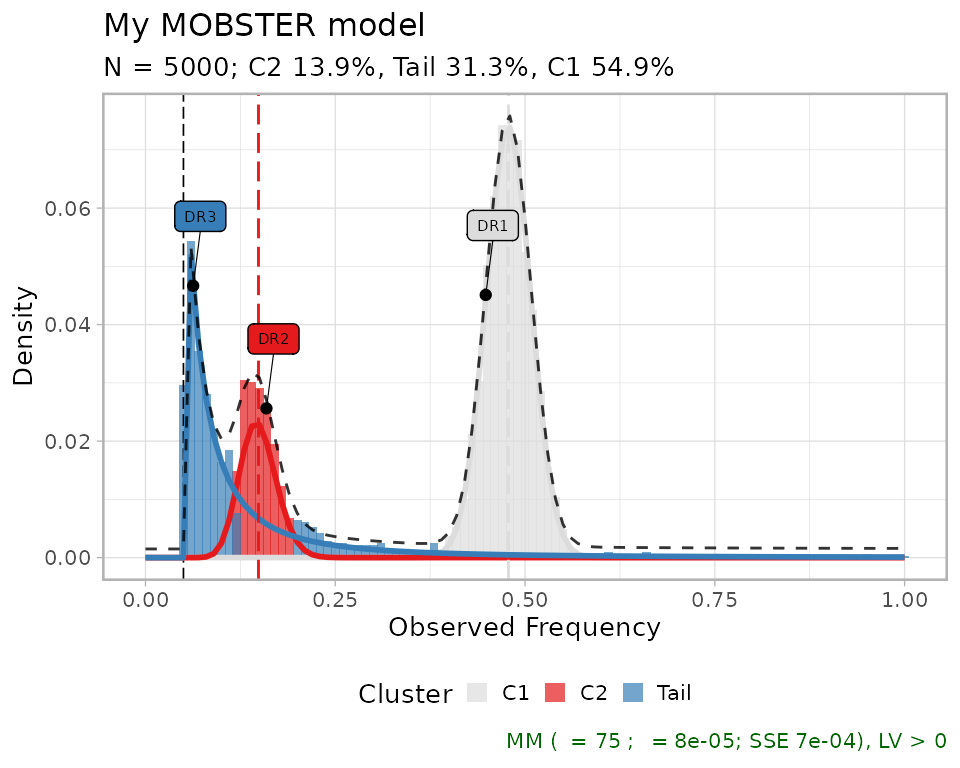 My MOBSTER model
N = 5000; C2 13.9%, Tail 31.3%, C1 54.9%
Density
0.06
0.04
0.02
0.00
DR3
DR1
DR2
0.00 0.25 0.50 0.75 1.00
Observed Frequency
Cluster C1 C2 Tail
MM ( = 75 ; = 8e-05; SSE 7e-04), LV > 0